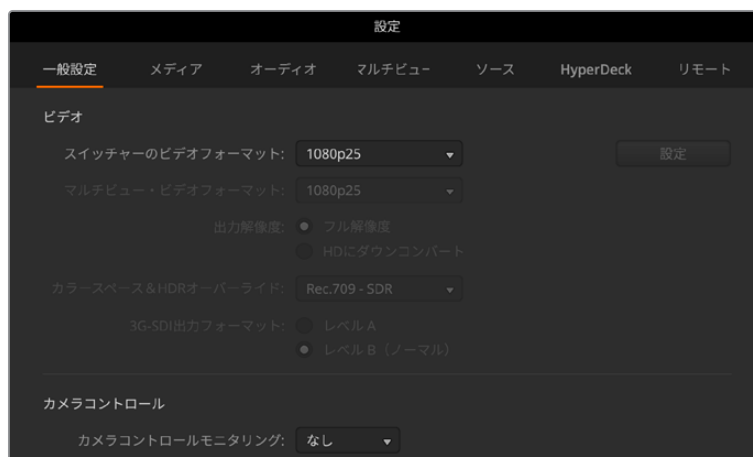 設定
一般設定 メディア オーディオ マルチビュー ソース HyperDeck リモート
ビデオ
スイッチャーのビデオフォーマット: 1080p25 設定
マルチビュー・ビデオフォーマット: 1080p25
出力解像度: フル解像度
HDにダウンコンバート
カラースペース＆HDRオーバーライド: Rec.709 - SDR
3G-SDI出力フォーマット: レベル A
レベル B（ノーマル）
カメラコントロール
カメラコントロールモニタリング: なし